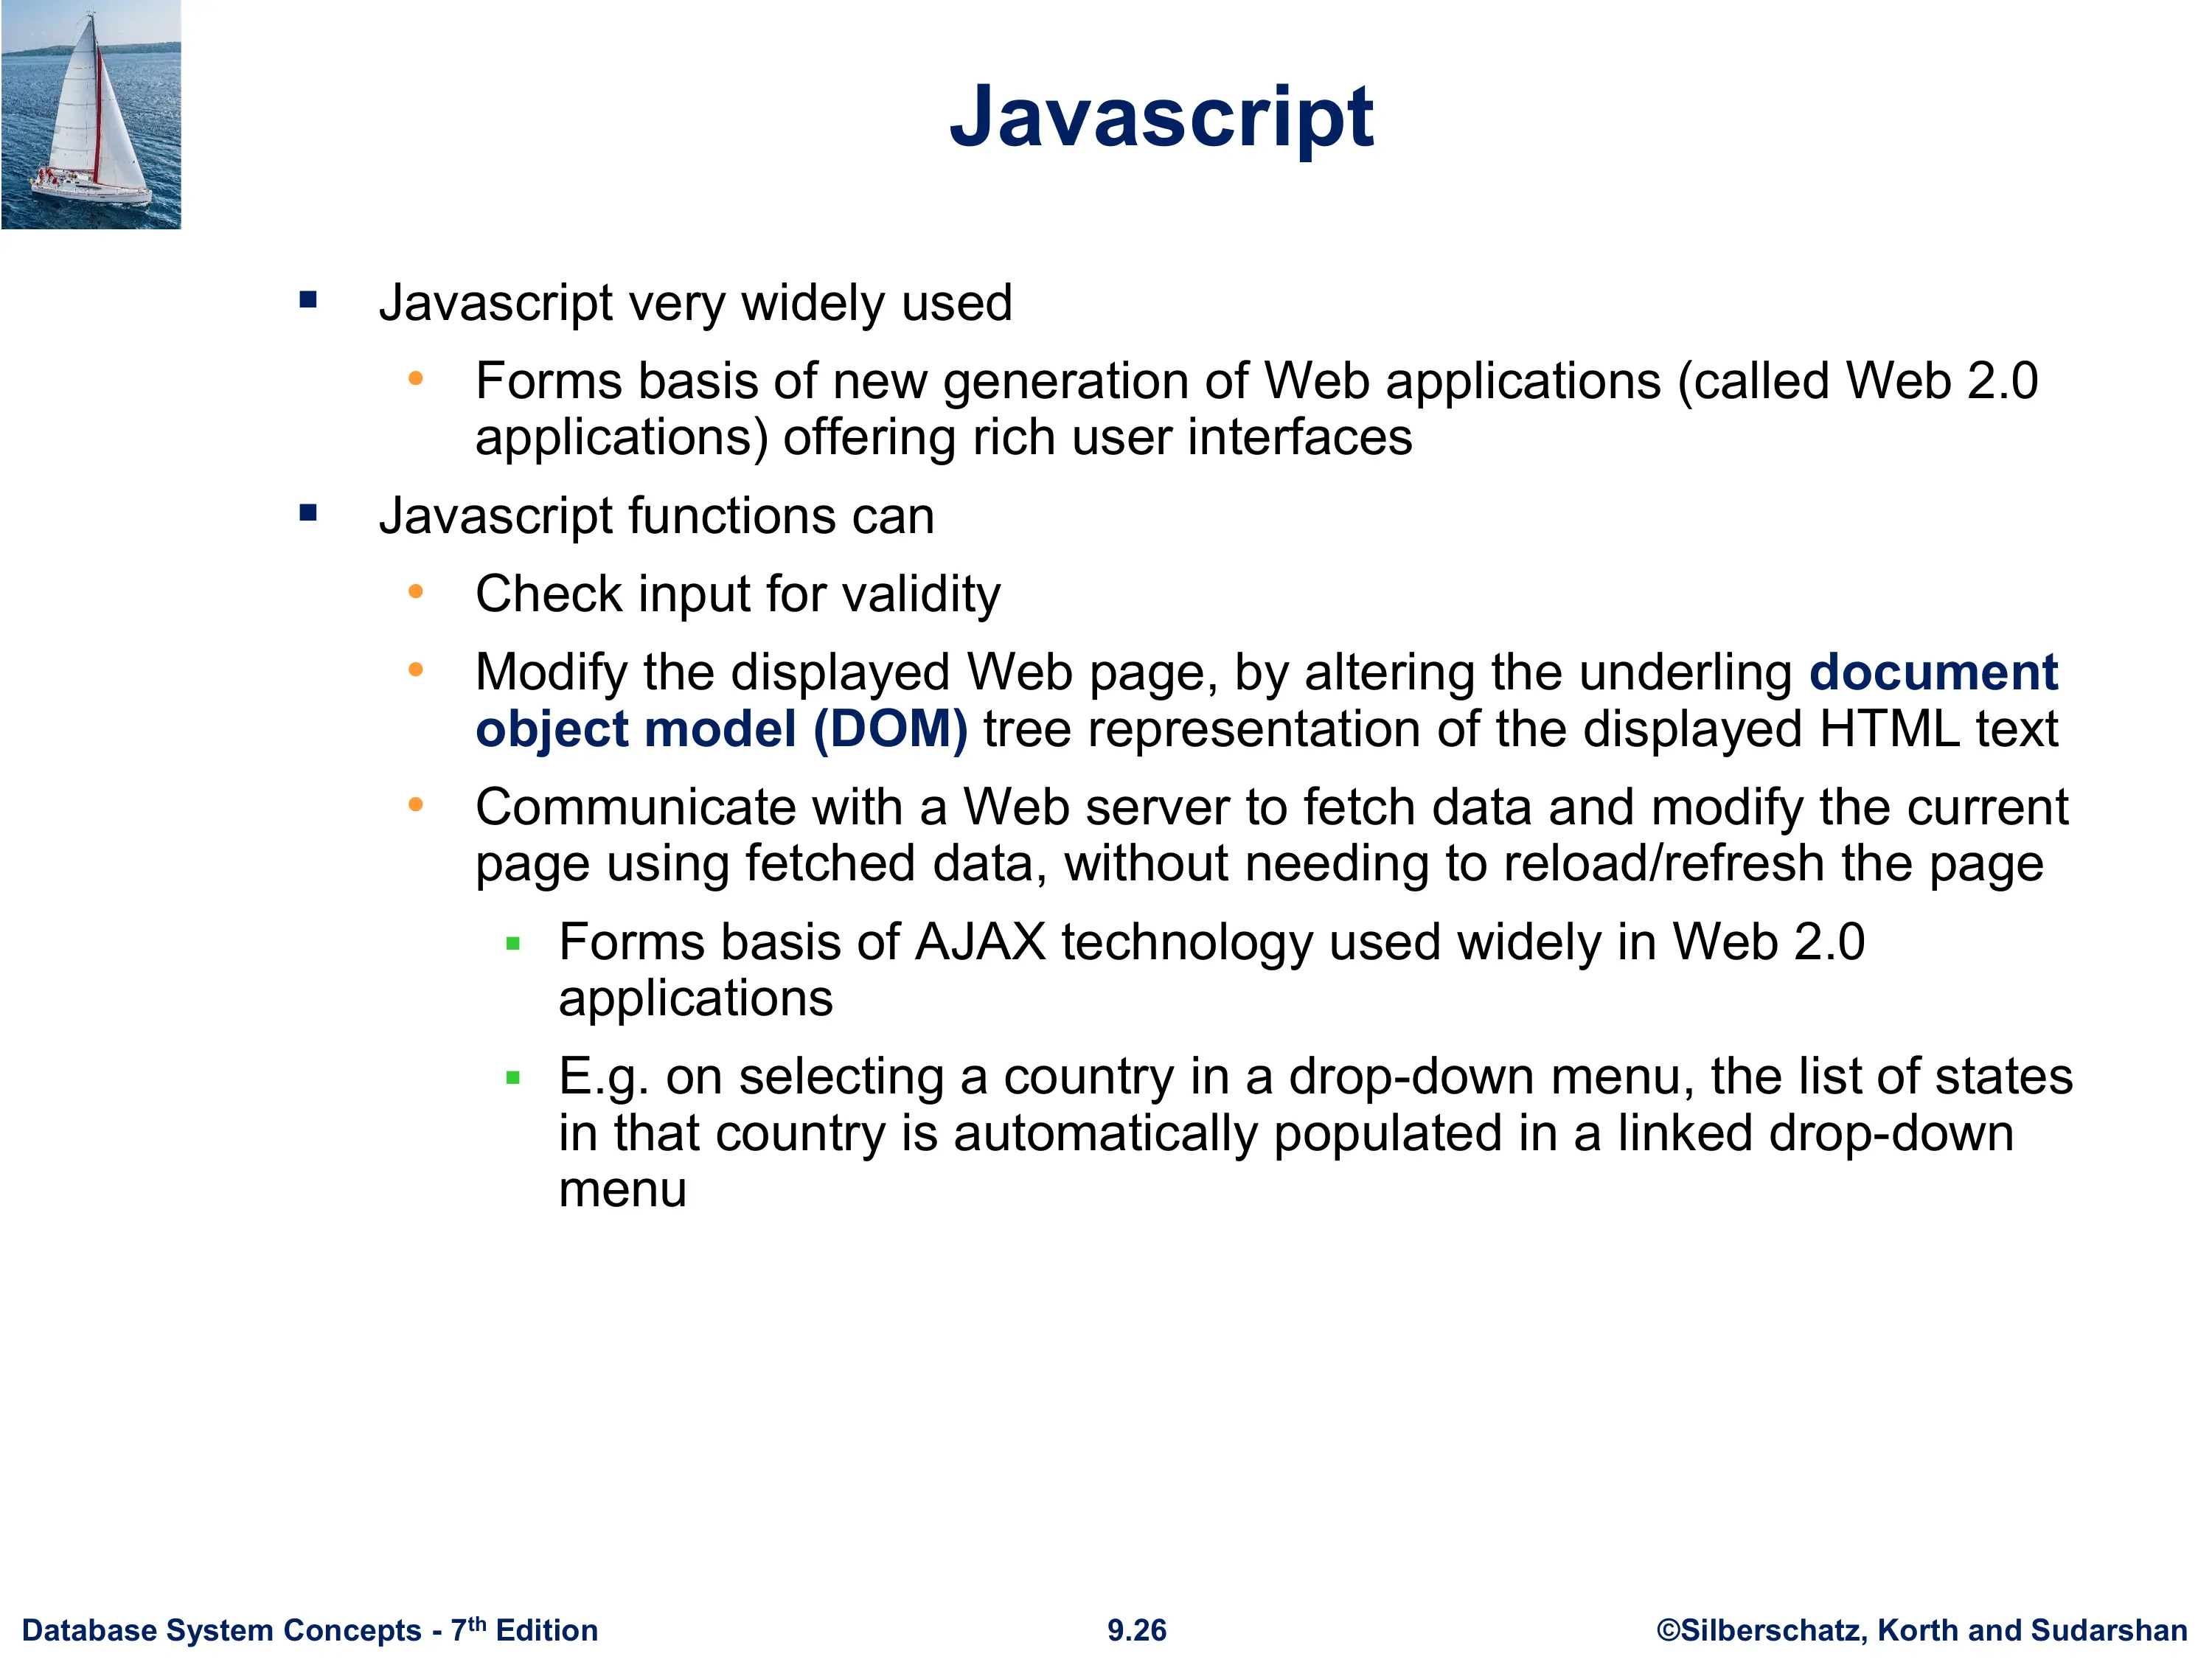 Javascript
▪ Javascript very widely used
• Forms basis of new generation of Web applications (called Web 2.0
applications) offering rich user interfaces
▪ Javascript functions can
• Check input for validity
• Modify the displayed Web page, by altering the underling document
object model (DOM) tree representation of the displayed HTML text
• Communicate with a Web server to fetch data and modify the current
page using fetched data, without needing to reload/refresh the page
▪ Forms basis of AJAX technology used widely in Web 2.0
applications
▪ E.g. on selecting a country in a drop-down menu, the list of states
in that country is automatically populated in a linked drop-down
menu
Database System Concepts - 7th Edition
9.26
©Silberschatz, Korth and Sudarshan